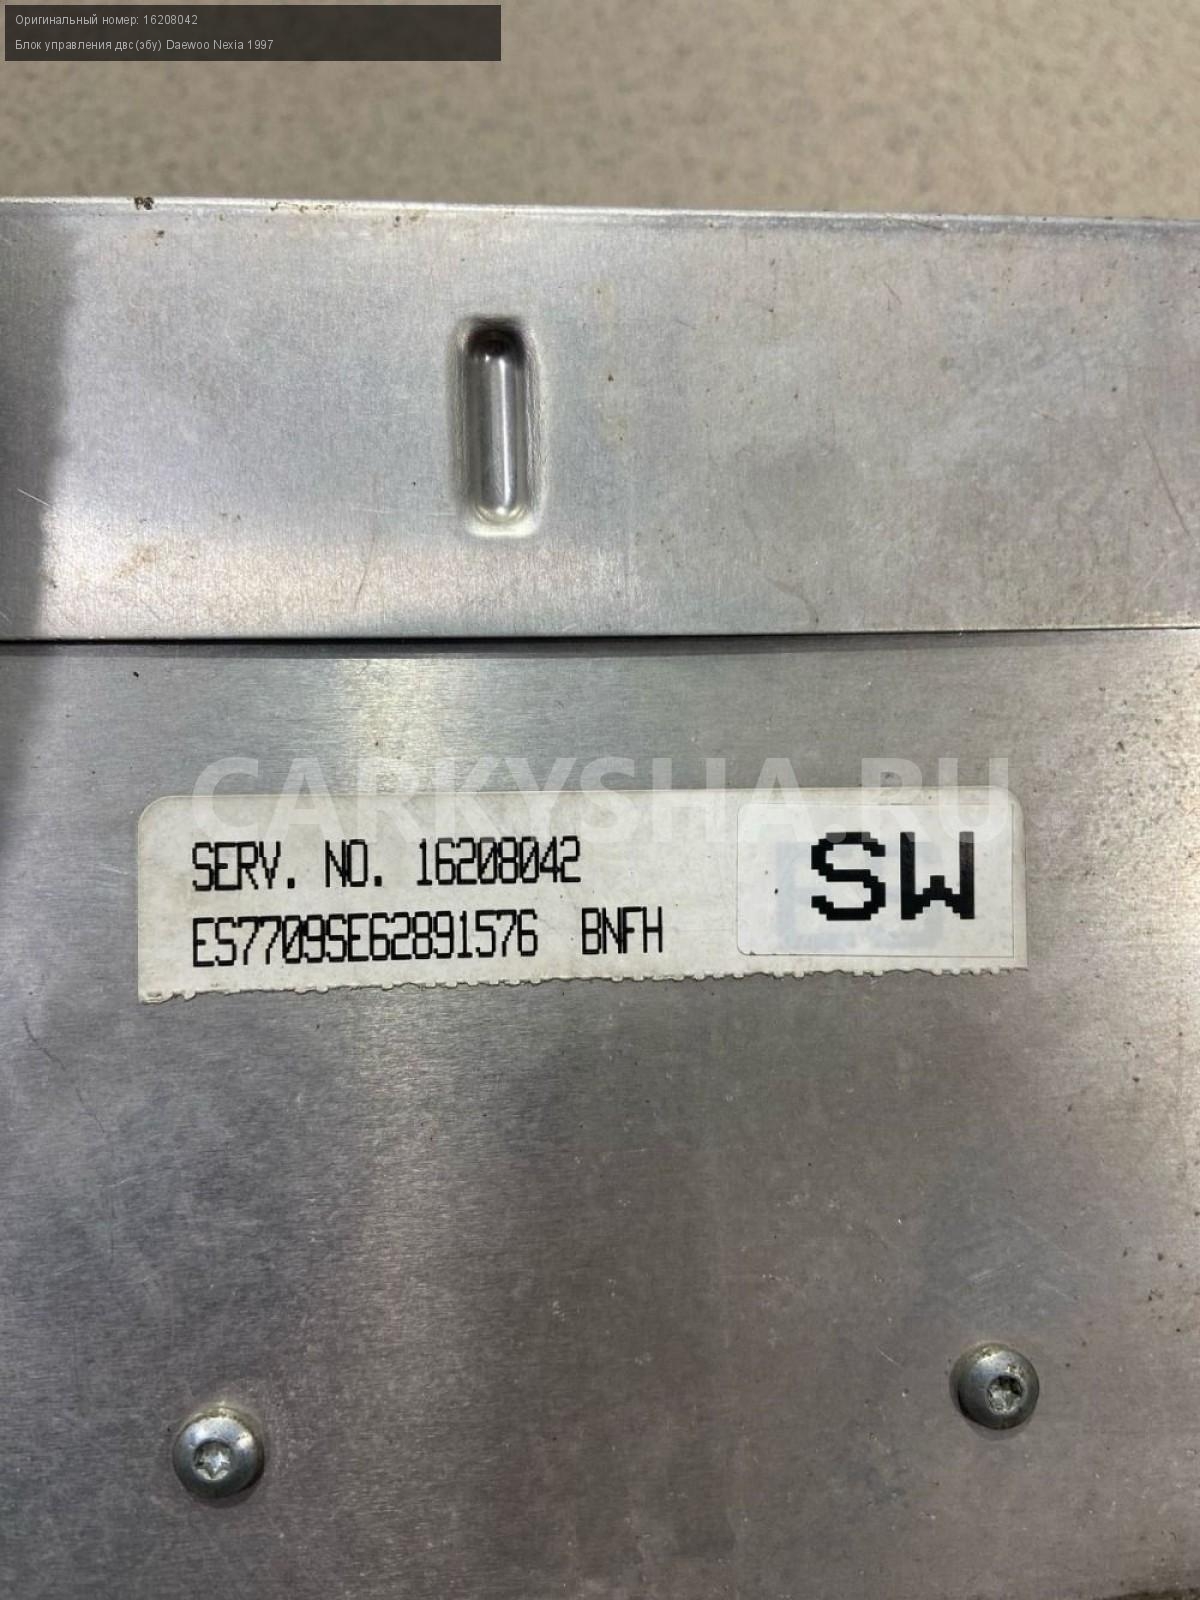 Оригинальный номер: 16208042
Блок управления двс (эбу) Daewoo Nexia 1997
CARKYSHA.RU
SERV. NO. 16208042
SW
ES7709SE62891576 BNFH